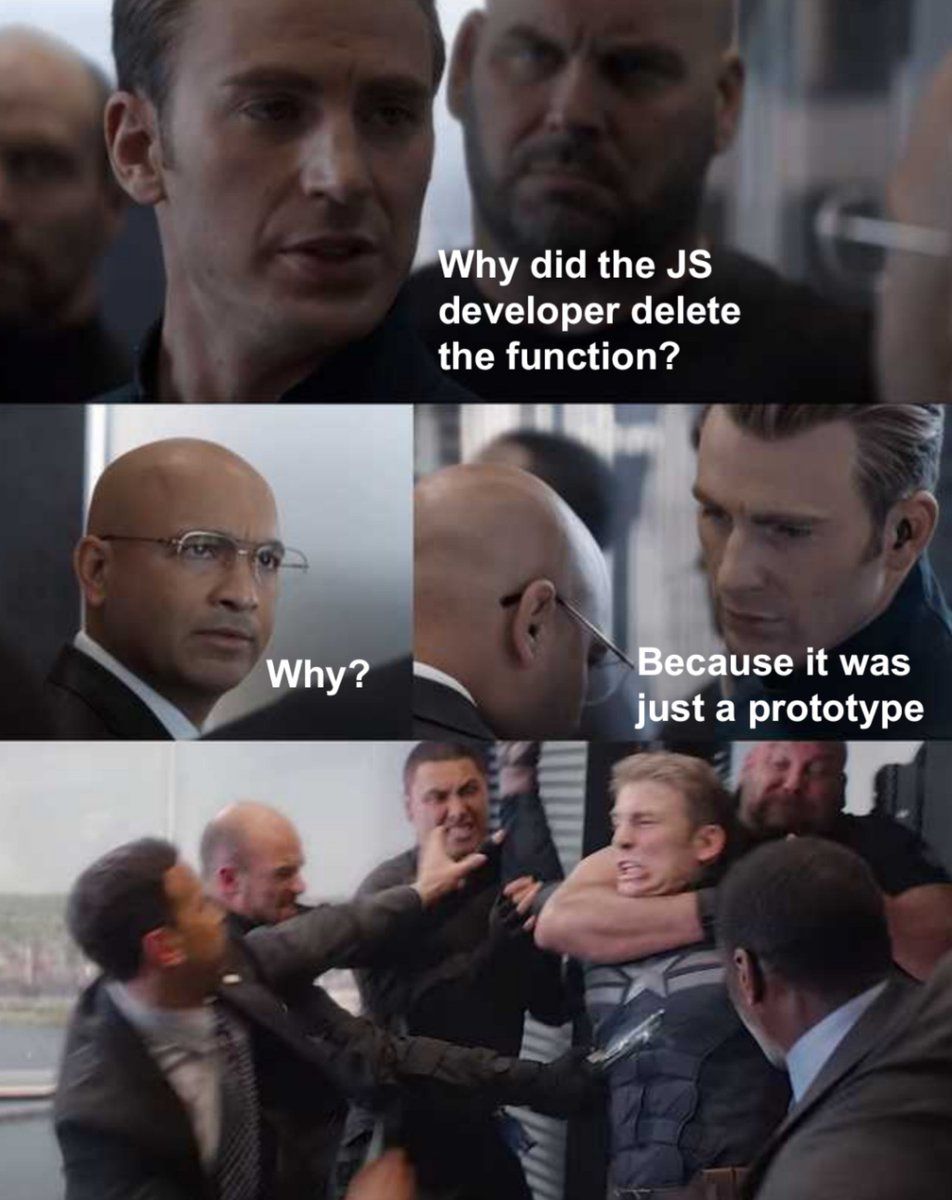 Why did the JS
developer delete
the function?
Why?
Because it was
just a prototype